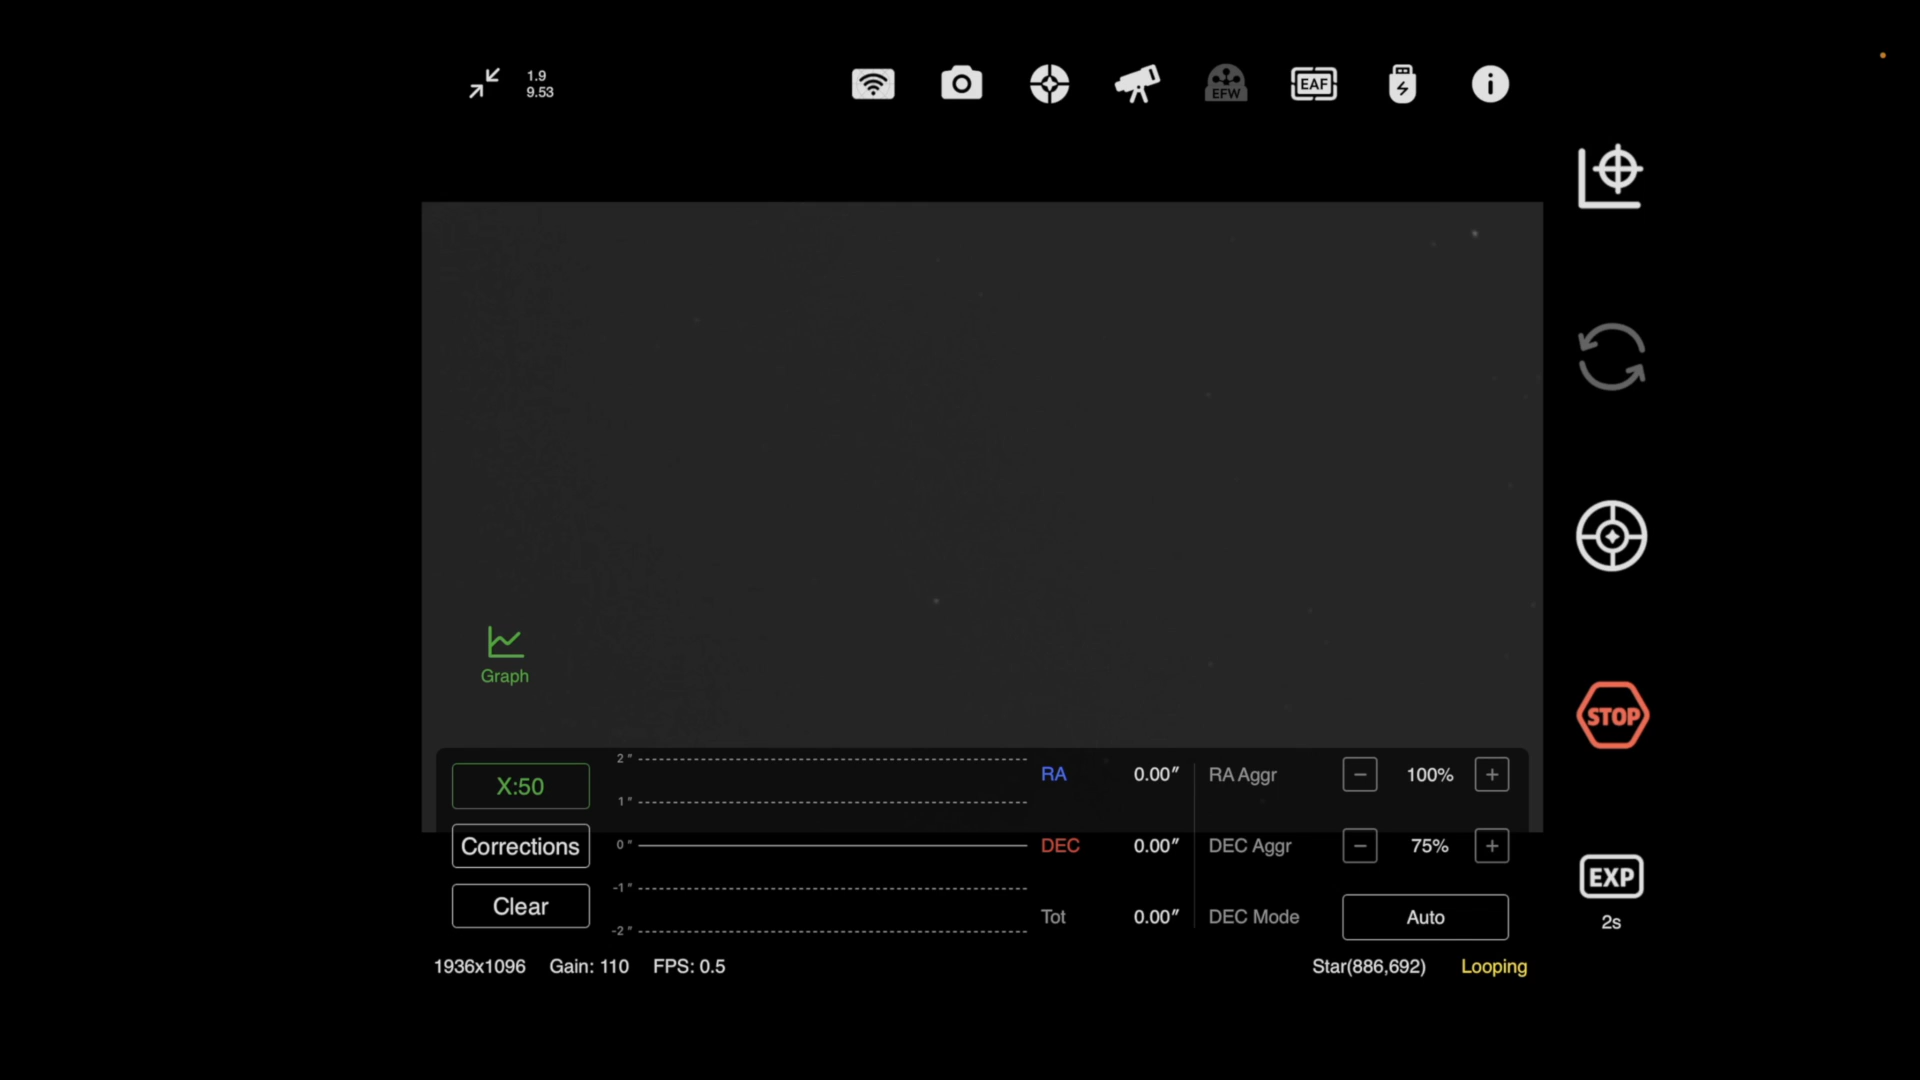 1.9
9.53
EFW
EAF
Graph
X:50
Corrections
Clear
2"
1"
0"
-1"
-2"
RA 0.00"
DEC 0.00"
Tot 0.00"
RA Aggr - 100% +
DEC Aggr - 75% +
DEC Mode Auto
STOP
EXP
2s
1936x1096 Gain: 110 FPS: 0.5
Star(886,692) Looping